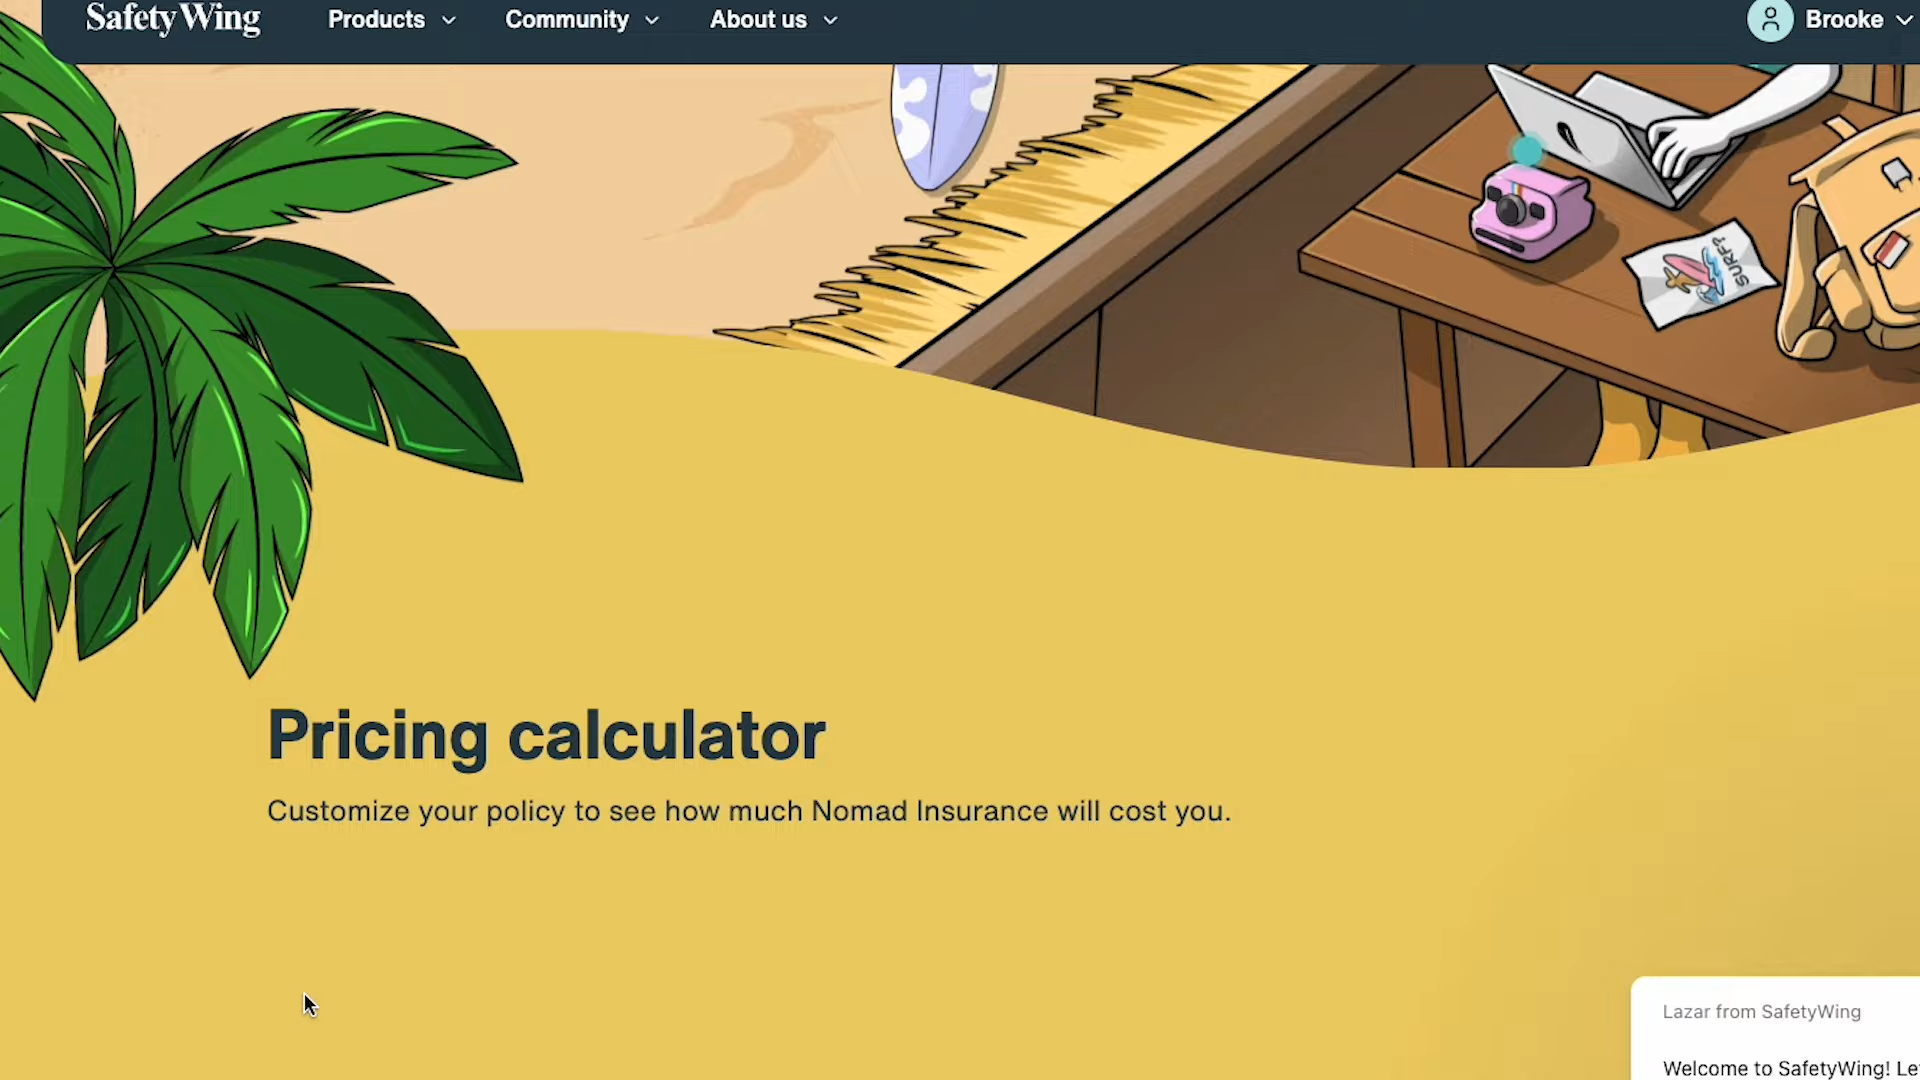 SafetyWing
Products
Community
About us
Brooke
SURF?
Pricing calculator
Customize your policy to see how much Nomad Insurance will cost you.
Lazar from SafetyWing
Welcome to SafetyWing! Le